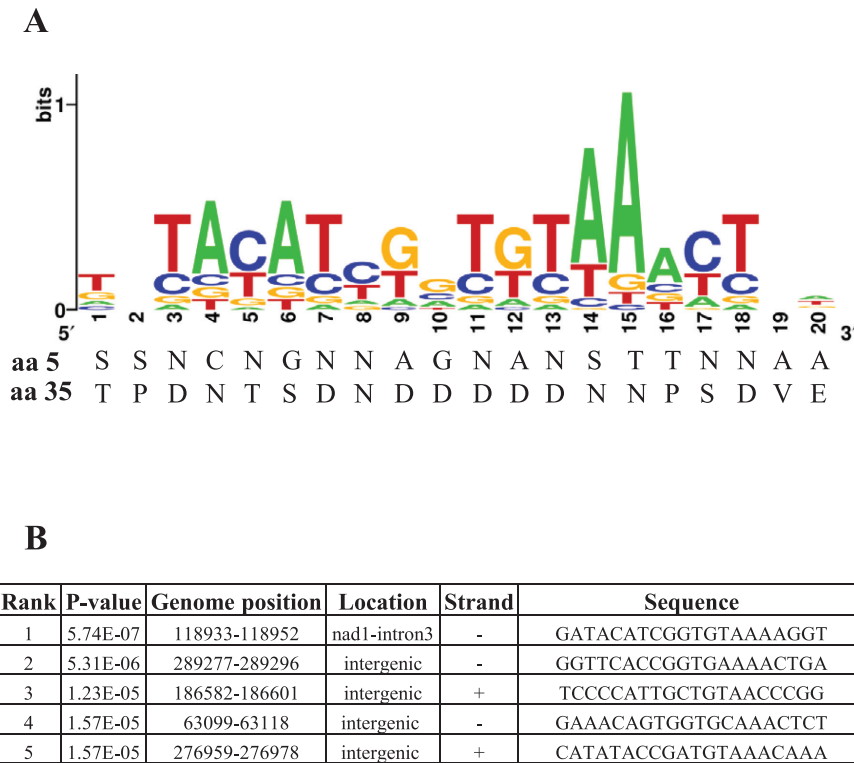 A
bits
1
0
TACATCGGTGTAAACT
5′ 1 2 3 4 5 6 7 8 9 10 11 12 13 14 15 16 17 18 19 20 3′
aa 5 S S N C N G N N A G N A N S T T N N A A
aa 35 T P D N T S D N D D D D D N N P S D V E
B
Rank P-value Genome position Location Strand Sequence
1 5.74E-07 118933-118952 nad1-intron3 - GATACATCGGTGTAAAAGGT
2 5.31E-06 289277-289296 intergenic - GGTTCACCGGTGAAAACTGA
3 1.23E-05 186582-186601 intergenic + TCCCCATTGCTGTAACCCGG
4 1.57E-05 63099-63118 intergenic - GAAACAGTGGTGCAAACTCT
5 1.57E-05 276959-276978 intergenic + CATATACCGATGTAAACAAA